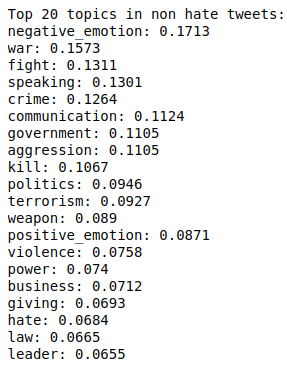 Top 20 topics in non hate tweets:
negative_emotion: 0.1713
war: 0.1573
fight: 0.1311
speaking: 0.1301
crime: 0.1264
communication: 0.1124
government: 0.1105
aggression: 0.1105
kill: 0.1067
politics: 0.0946
terrorism: 0.0927
weapon: 0.089
positive_emotion: 0.0871
violence: 0.0758
power: 0.074
business: 0.0712
giving: 0.0693
hate: 0.0684
law: 0.0665
leader: 0.0655